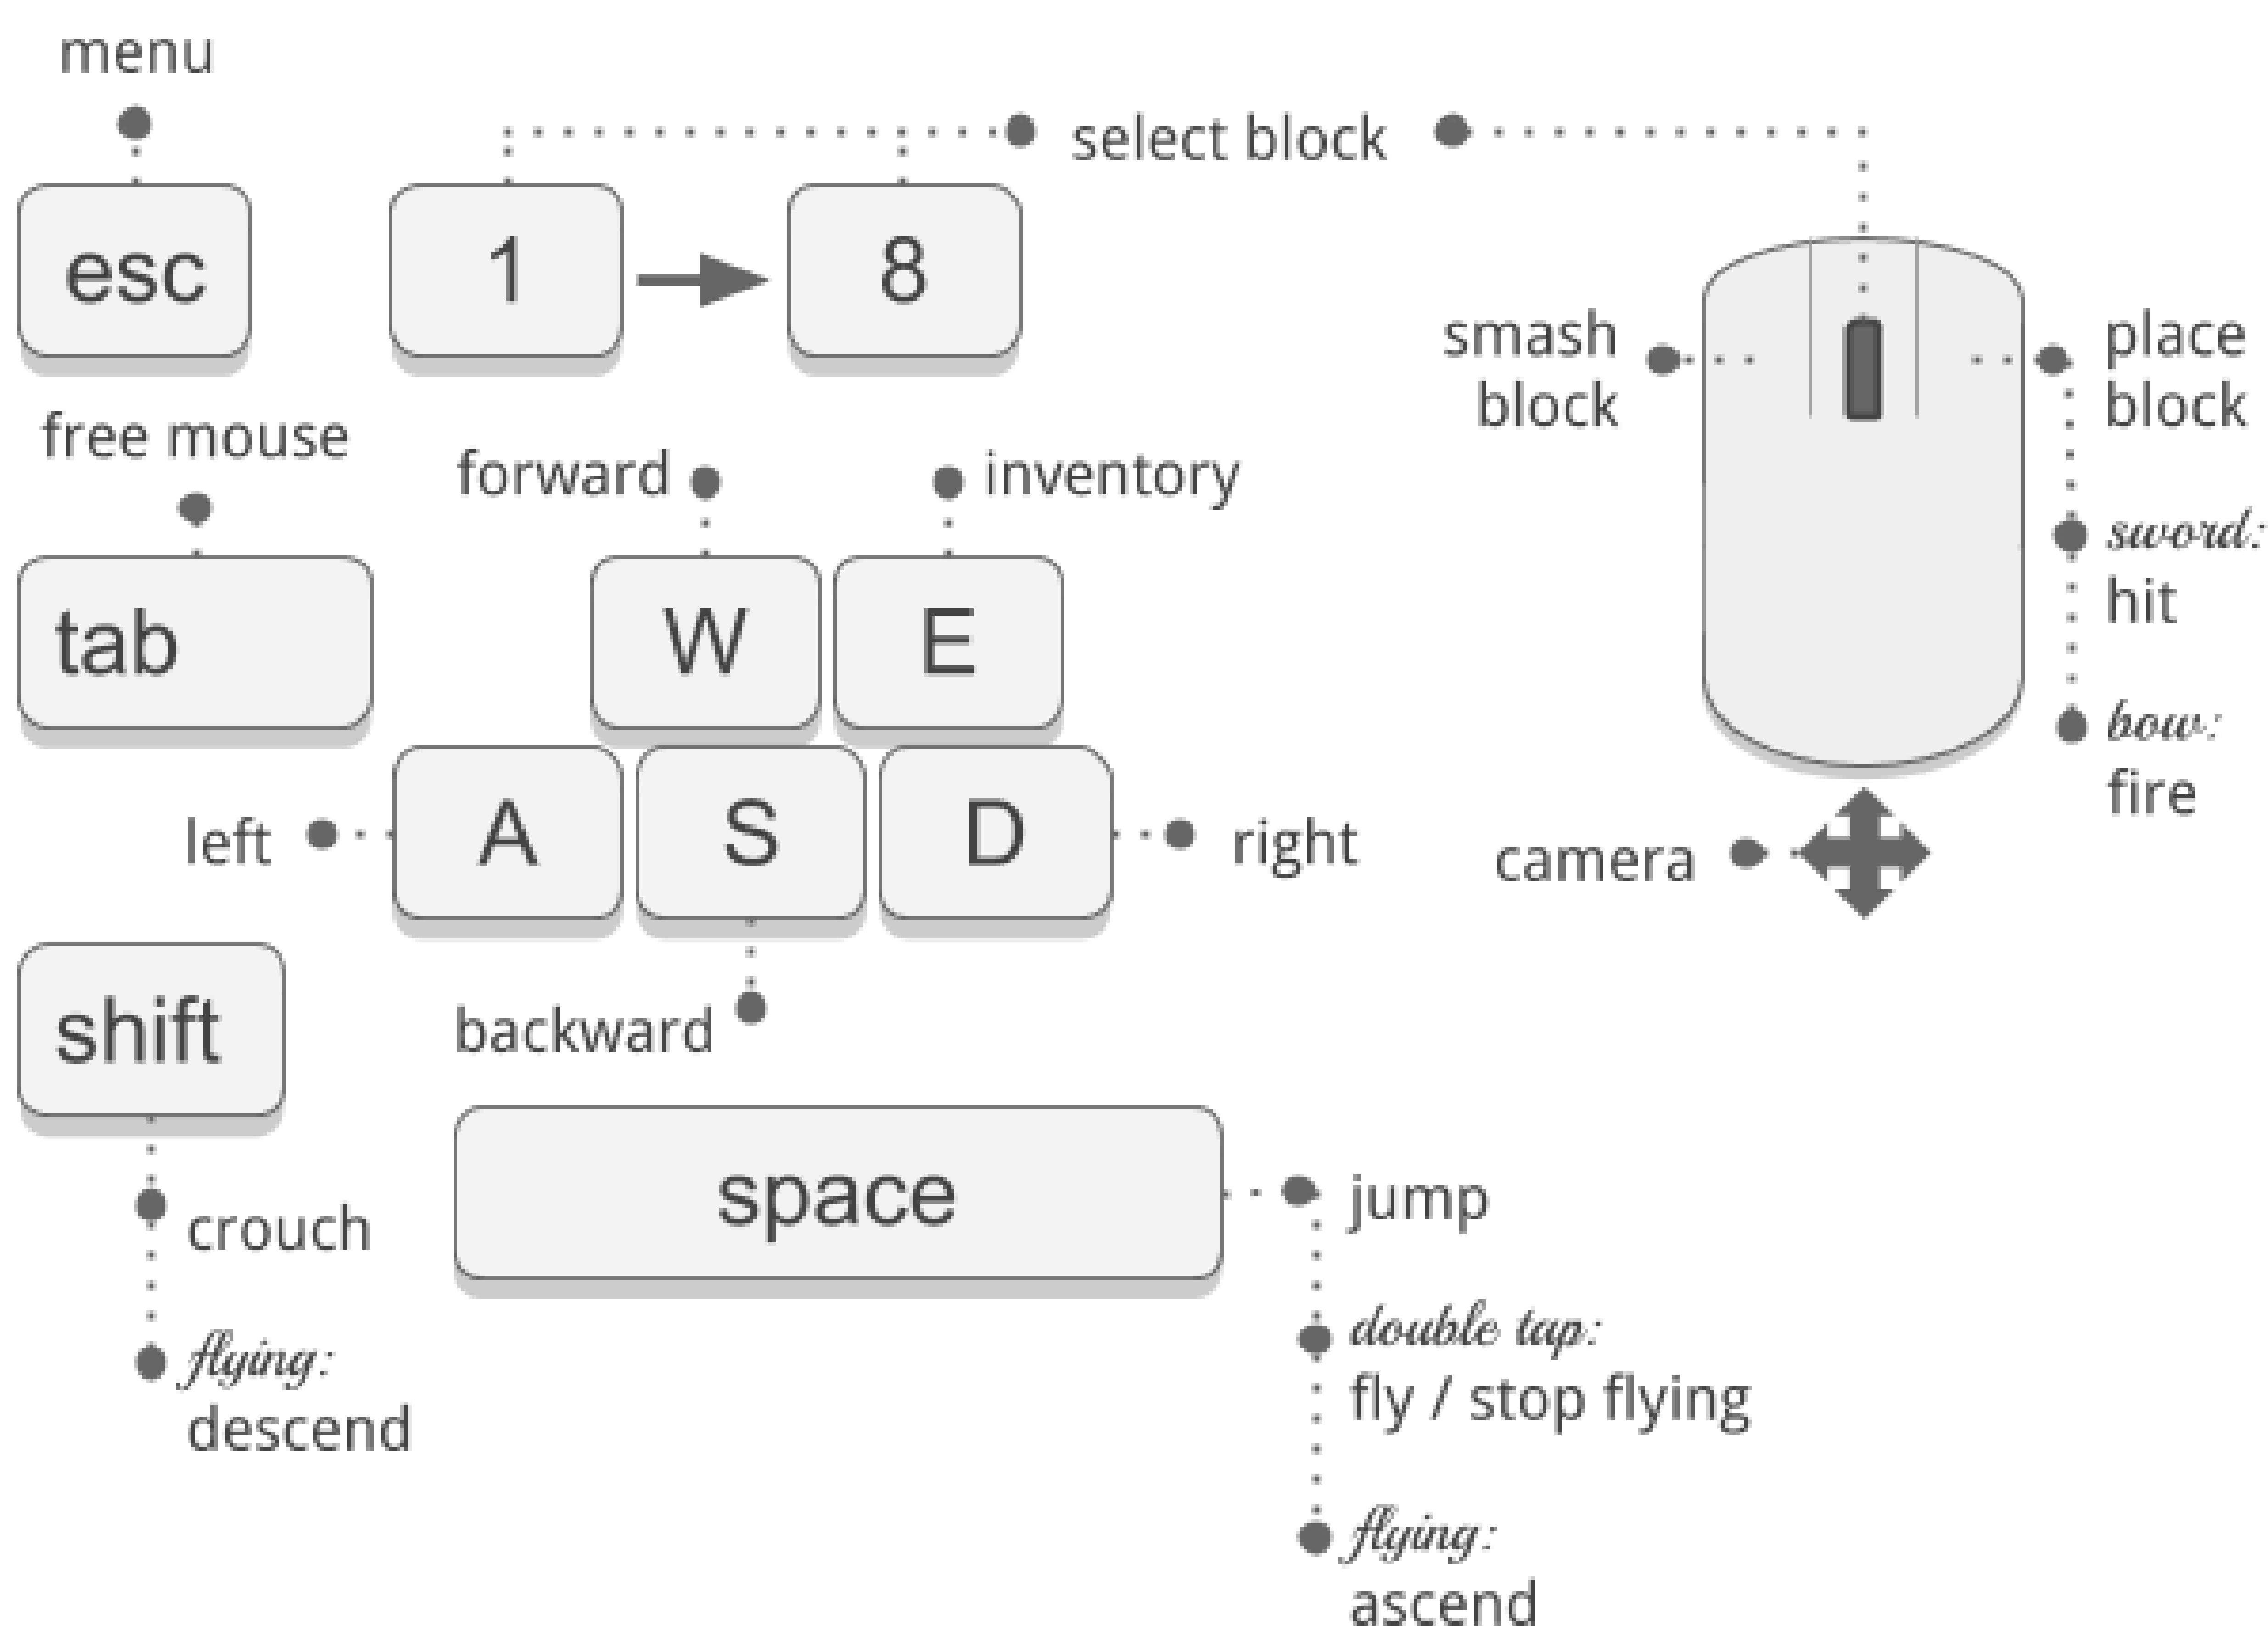 menu
select block
esc
1
8
smash
block
place
block
free mouse
forward
inventory
sword:
hit
tab
W
E
bow:
fire
left
A
S
D
right
camera
shift
backward
crouch
space
jump
flying:
descend
double tap:
fly / stop flying
flying:
ascend